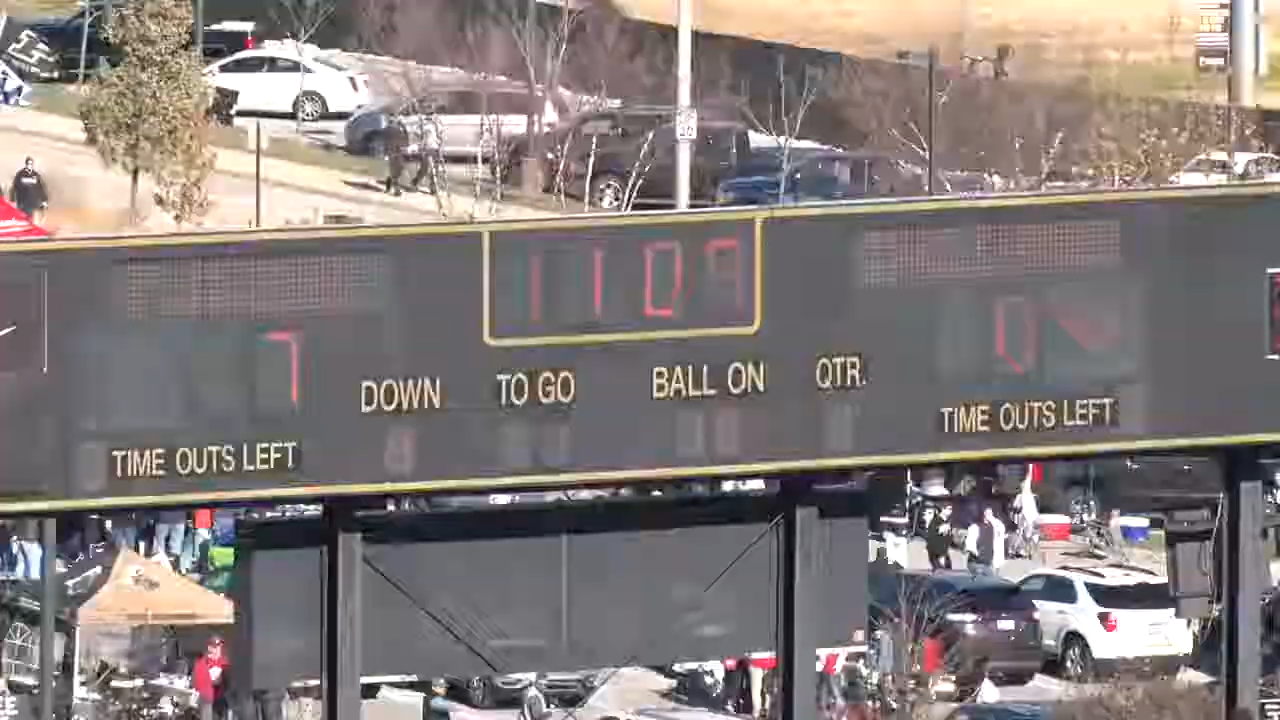 1109
7
0
DOWN TO GO BALL ON QTR.
TIME OUTS LEFT
TIME OUTS LEFT